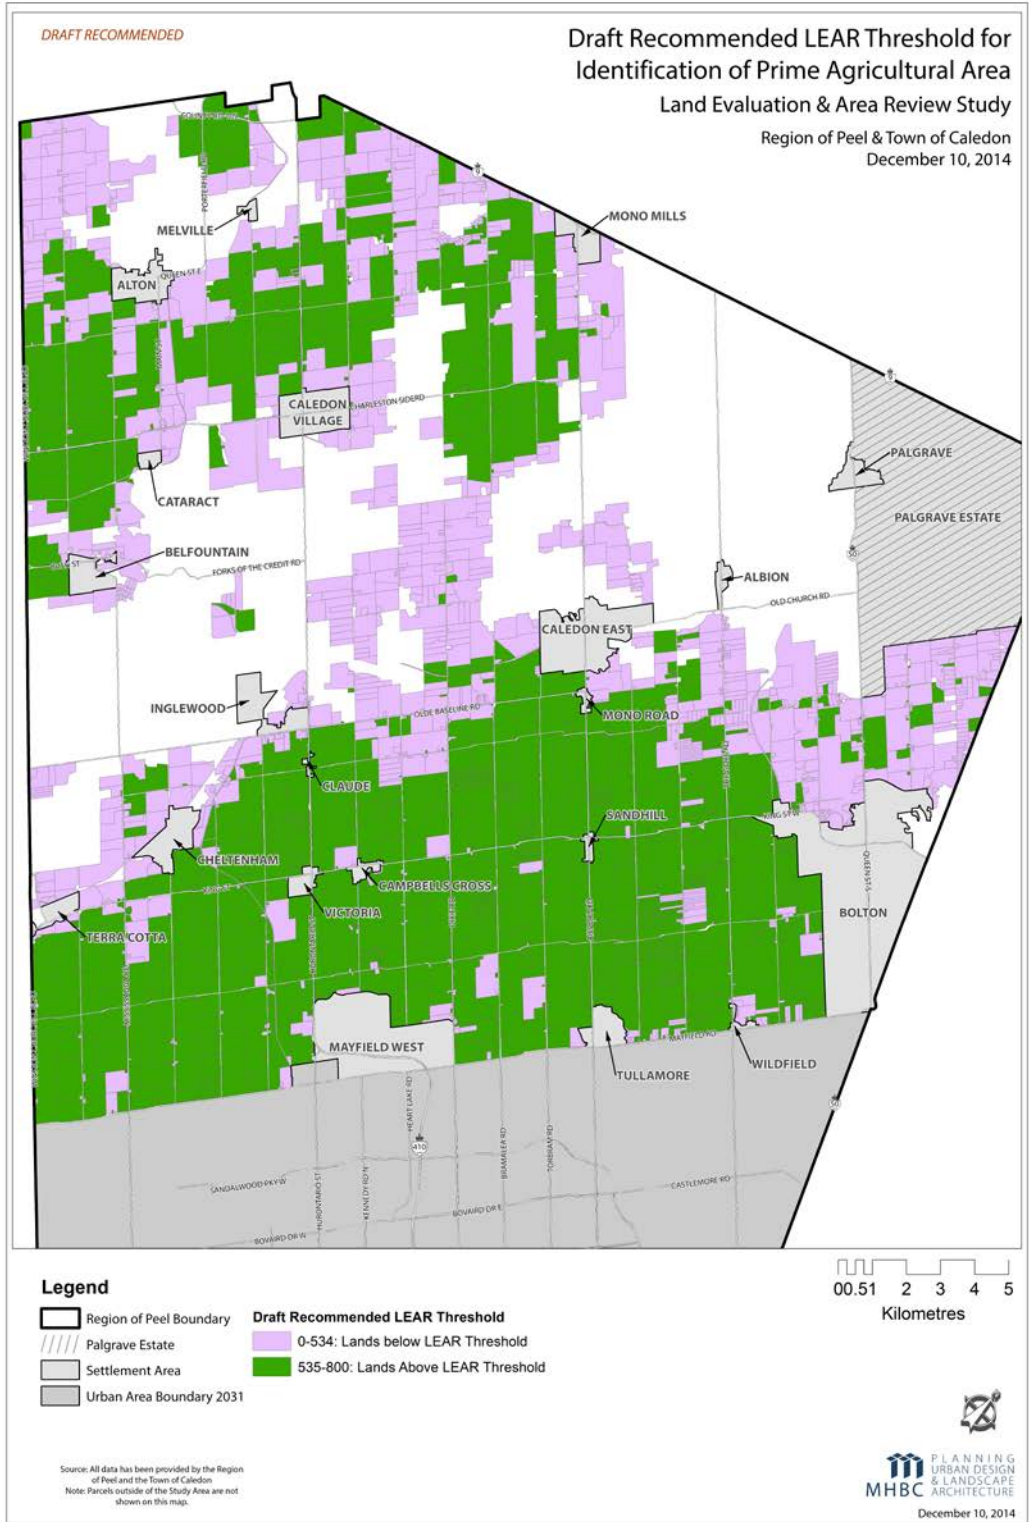 DRAFT RECOMMENDED
Draft Recommended LEAR Threshold for
Identification of Prime Agricultural Area
Land Evaluation & Area Review Study
Region of Peel & Town of Caledon
December 10, 2014
9
MELVILLE
MONO MILLS
ALTON
QUEEN ST E
CALEDON
VILLAGE
CHARLESTON SIDERD
9
CATARACT
PALGRAVE
PALGRAVE ESTATE
50
BELFOUNTAIN
FORKS OF THE CREDIT RD
ALBION
OLD CHURCH RD
CALEDON EAST
INGLEWOOD
OLDE BASELINE RD
MONO ROAD
CLAUDE
SANDHILL
KING ST W
CHELTENHAM
CAMPBELLS CROSS
VICTORIA
QUEEN ST S
BOLTON
TERRA COTTA
MAYFIELD WEST
MAYFIELD RD
TULLAMORE
WILDFIELD
HEART LAKE RD
50
410
BRAMALEA RD
TORBRAM RD
SANDALWOOD PKY W
HURONTARIO ST
KENNEDY RD N
CASTLEMORE RD
BOVAIRD DR E
BOVAIRD DR W
Legend
Region of Peel Boundary
Palgrave Estate
Settlement Area
Urban Area Boundary 2031
Draft Recommended LEAR Threshold
0-534: Lands below LEAR Threshold
535-800: Lands Above LEAR Threshold
00.51 2 3 4 5
Kilometres
Source: All data has been provided by the Region
of Peel and the Town of Caledon
Note: Parcels outside of the Study Area are not
shown on this map.
MHBC
PLANNING
URBAN DESIGN
& LANDSCAPE
ARCHITECTURE
December 10, 2014